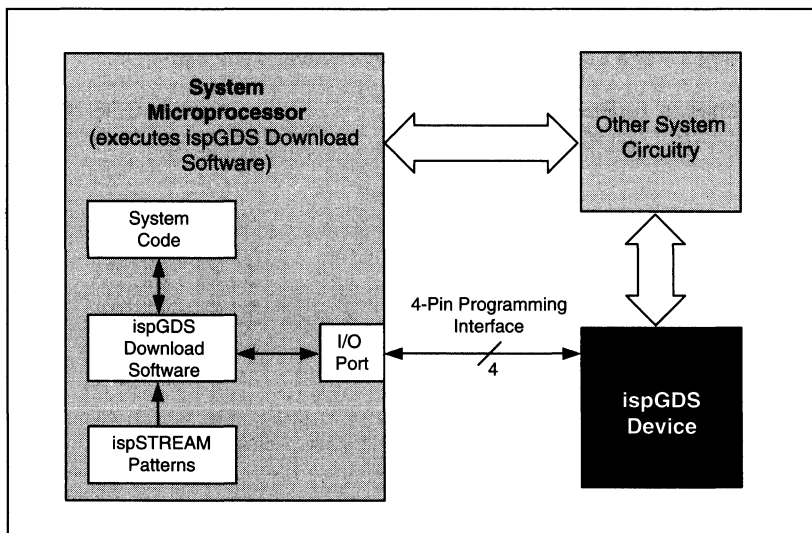 System
Microprocessor
(executes ispGDS Download
Software)
System
Code
ispGDS
Download
Software
ispSTREAM
Patterns
I/O
Port
4-Pin Programming
Interface
4
Other System
Circuitry
ispGDS
Device